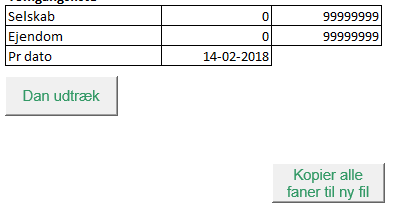 Selskab 0 99999999
Ejendom 0 99999999
Pr dato 14-02-2018
Dan udtræk
Kopier alle
faner til ny fil